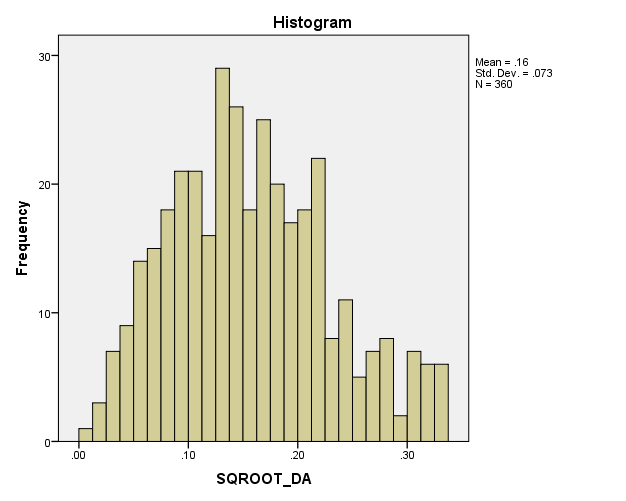 Histogram
Mean = .16
Std. Dev. = .073
N = 360
30
20
10
0
Frequency
.00 .10 .20 .30
SQROOT_DA